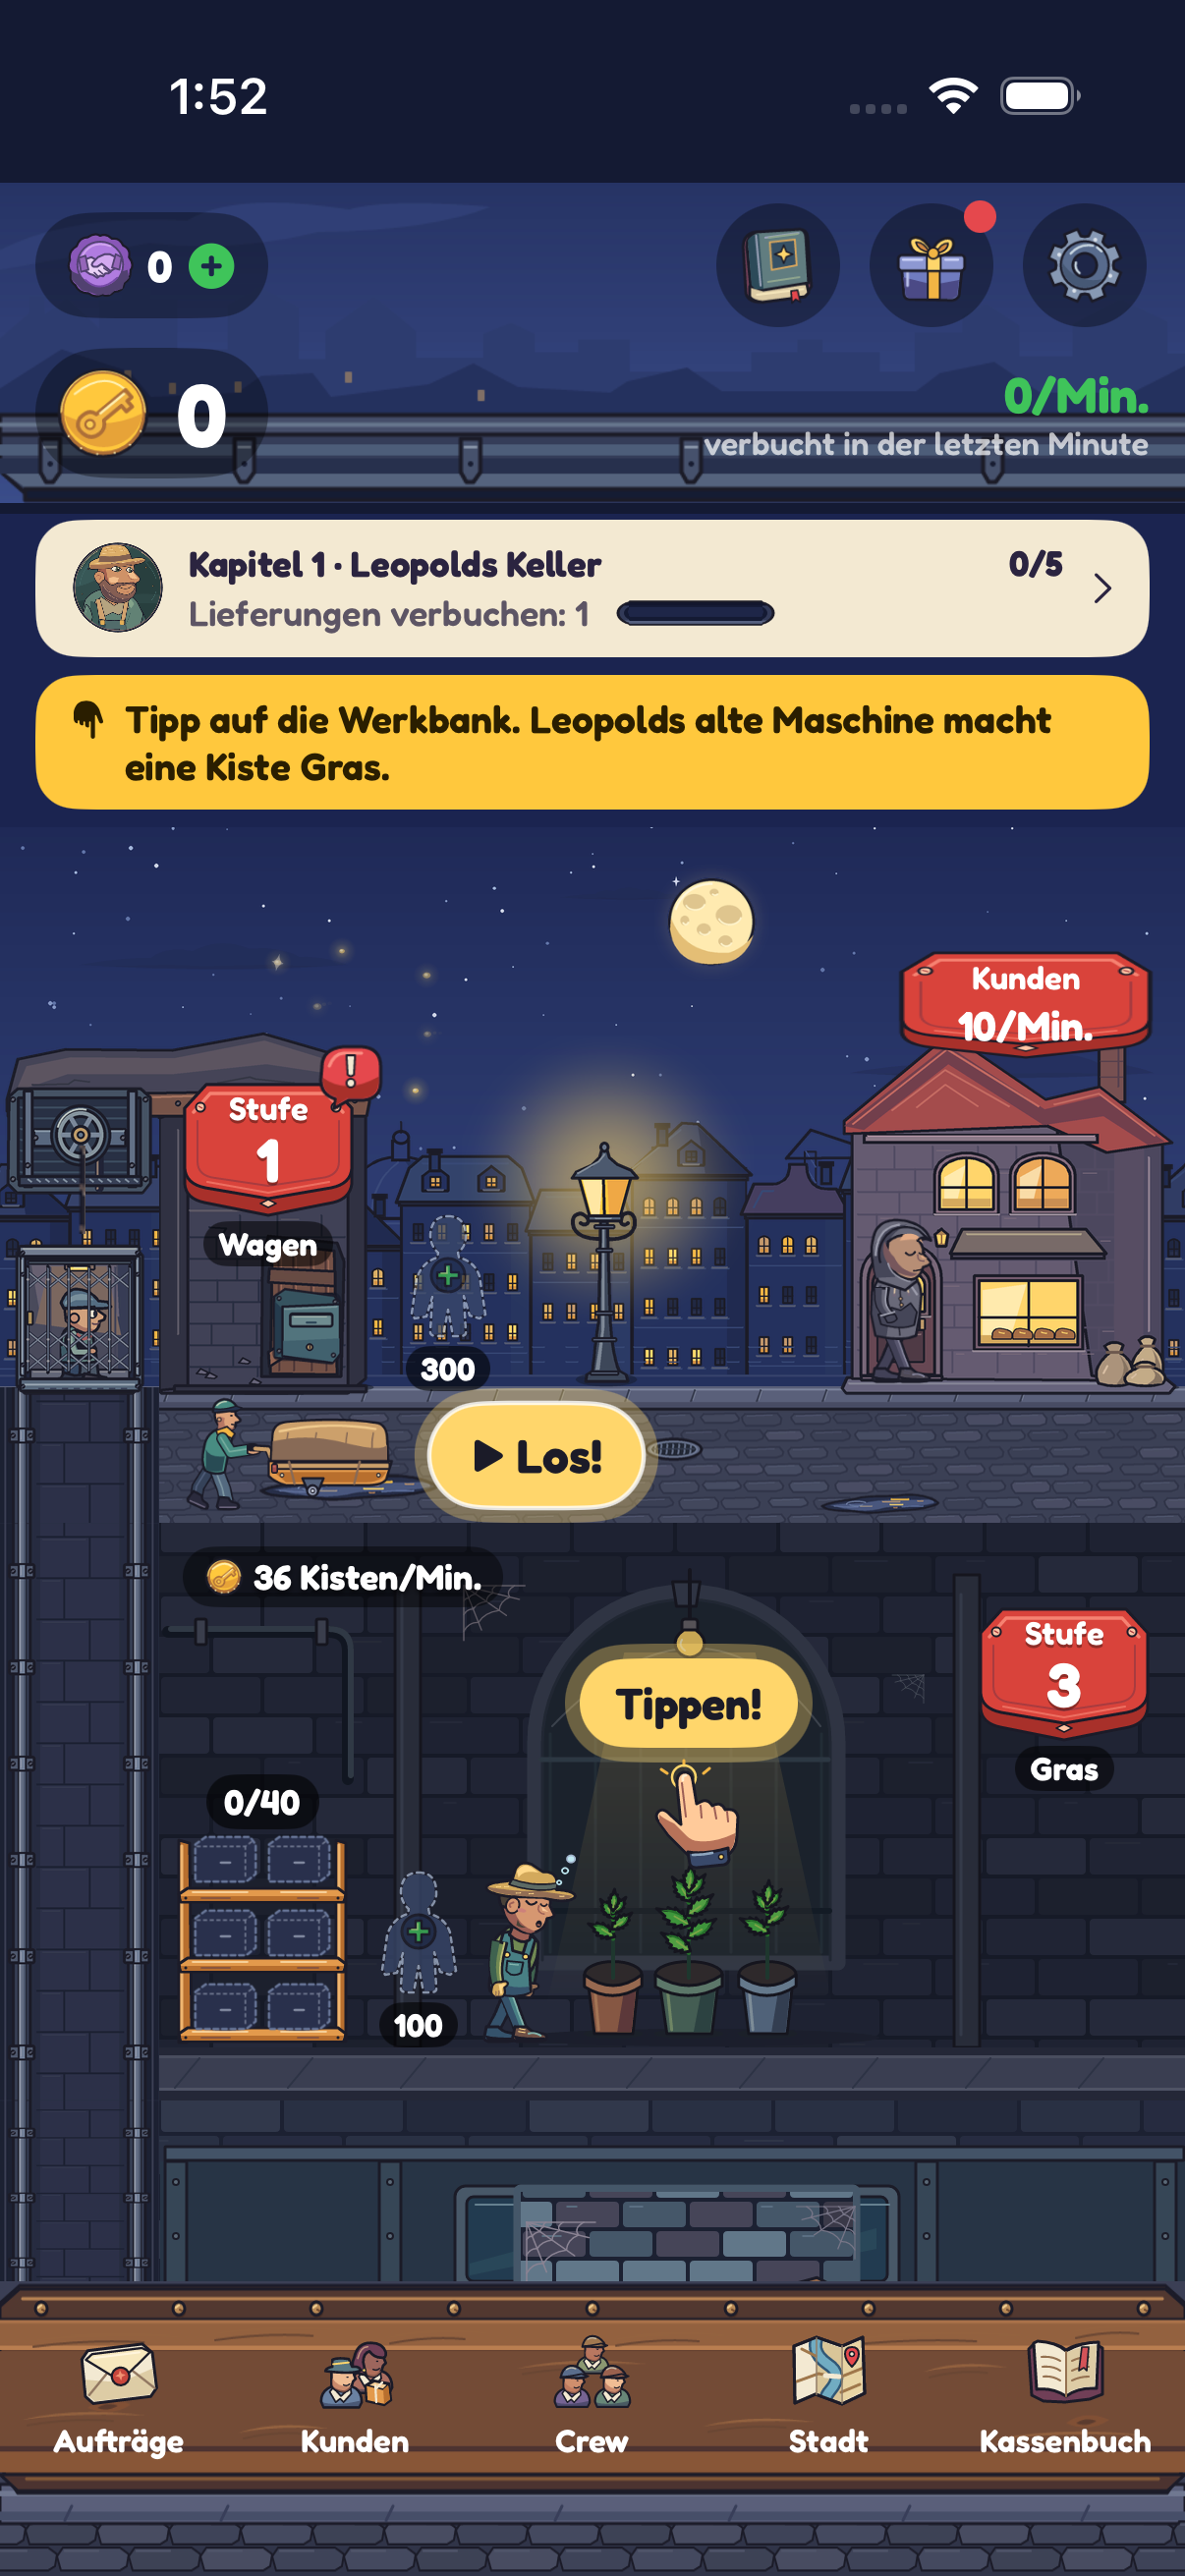 1:52
0
0
0/Min.
verbucht in der letzten Minute
Kapitel 1 · Leopolds Keller
0/5
Lieferungen verbuchen: 1
Tipp auf die Werkbank. Leopolds alte Maschine macht
eine Kiste Gras.
Kunden
10/Min.
!
Stufe
1
Wagen
300
Los!
36 Kisten/Min.
Tippen!
Stufe
3
Gras
0/40
100
Aufträge
Kunden
Crew
Stadt
Kassenbuch